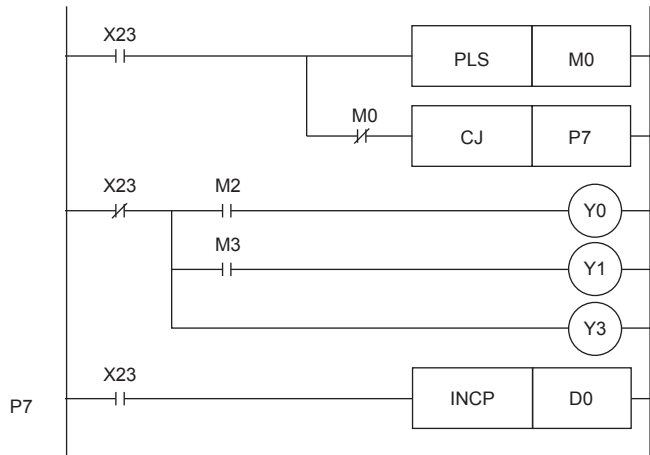 X23
PLS M0
M0
CJ P7
X23 M2
Y0
M3
Y1
Y3
X23
P7 INCP D0